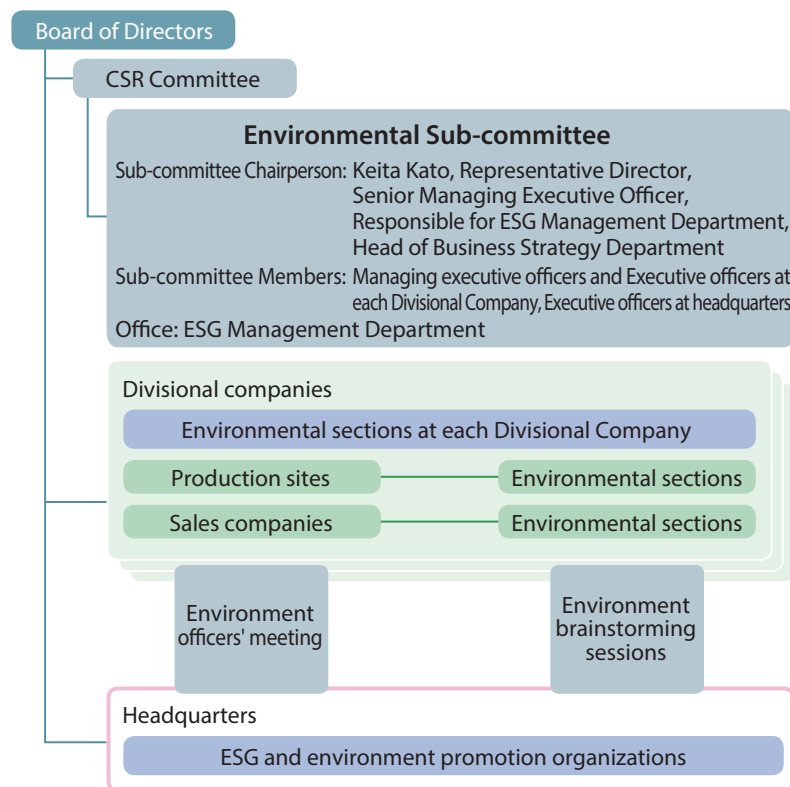 Board of Directors
CSR Committee
Environmental Sub-committee
Sub-committee Chairperson: Keita Kato, Representative Director,
Senior Managing Executive Officer,
Responsible for ESG Management Department,
Head of Business Strategy Department
Sub-committee Members: Managing executive officers and Executive officers at
each Divisional Company, Executive officers at headquarters
Office: ESG Management Department
Divisional companies
Environmental sections at each Divisional Company
Production sites Environmental sections
Sales companies Environmental sections
Environment
officers' meeting
Environment
brainstorming
sessions
Headquarters
ESG and environment promotion organizations